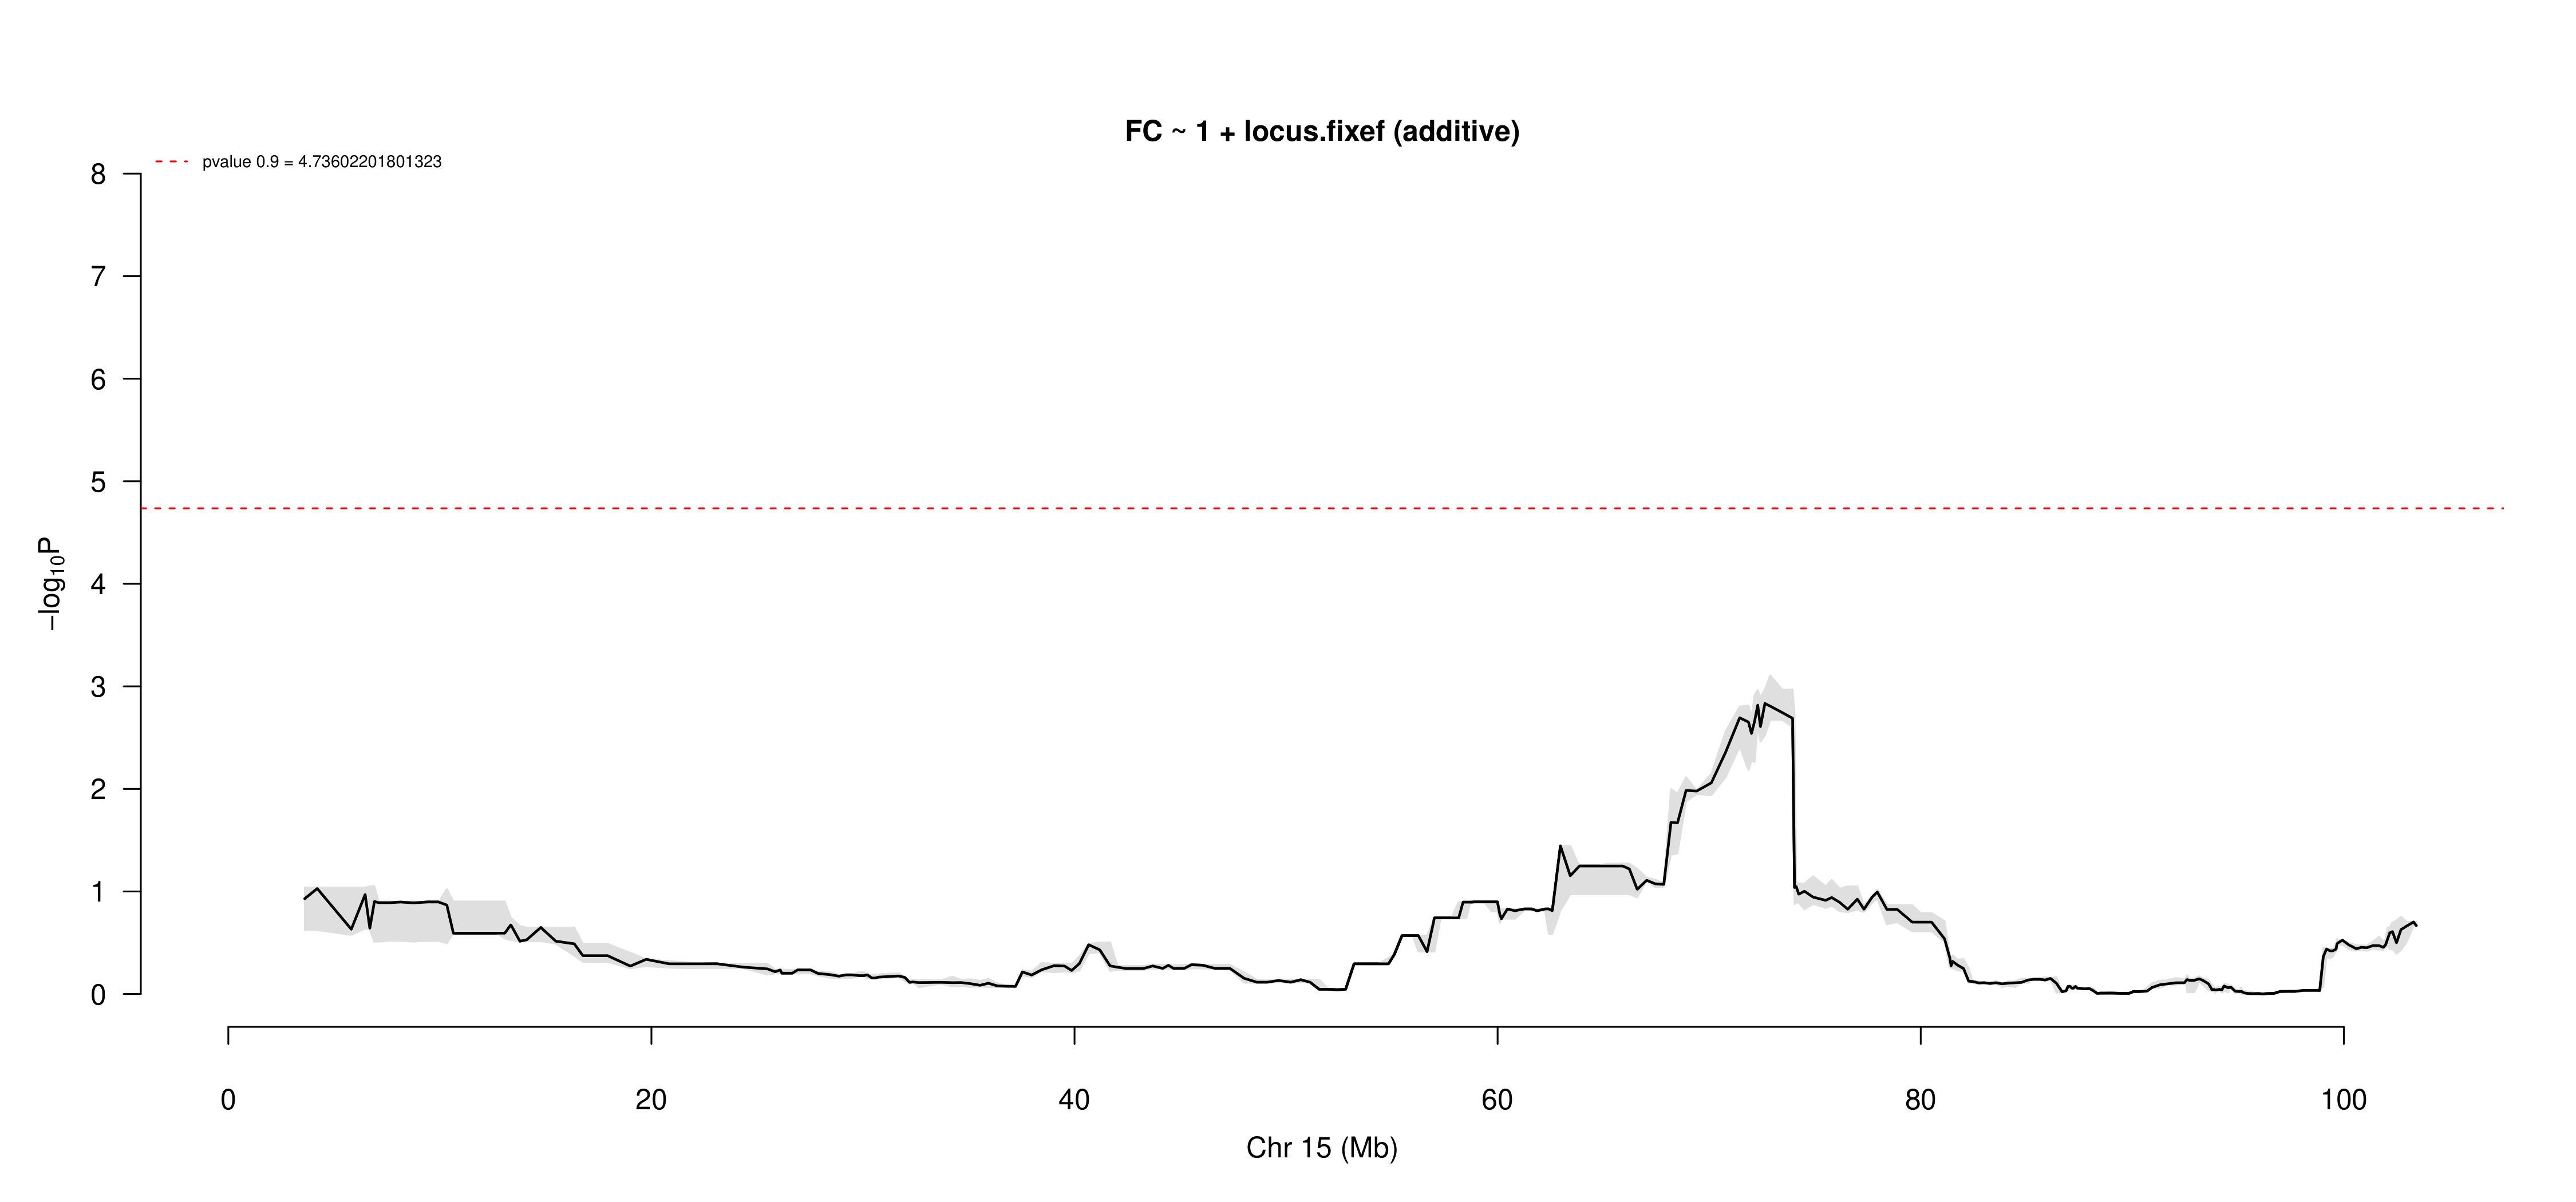 FC ~ 1 + locus.fixef (additive)
pvalue 0.9 = 4.73602201801323
8
7
6
5
4
3
2
1
0
−log10P
0 20 40 60 80 100
Chr 15 (Mb)